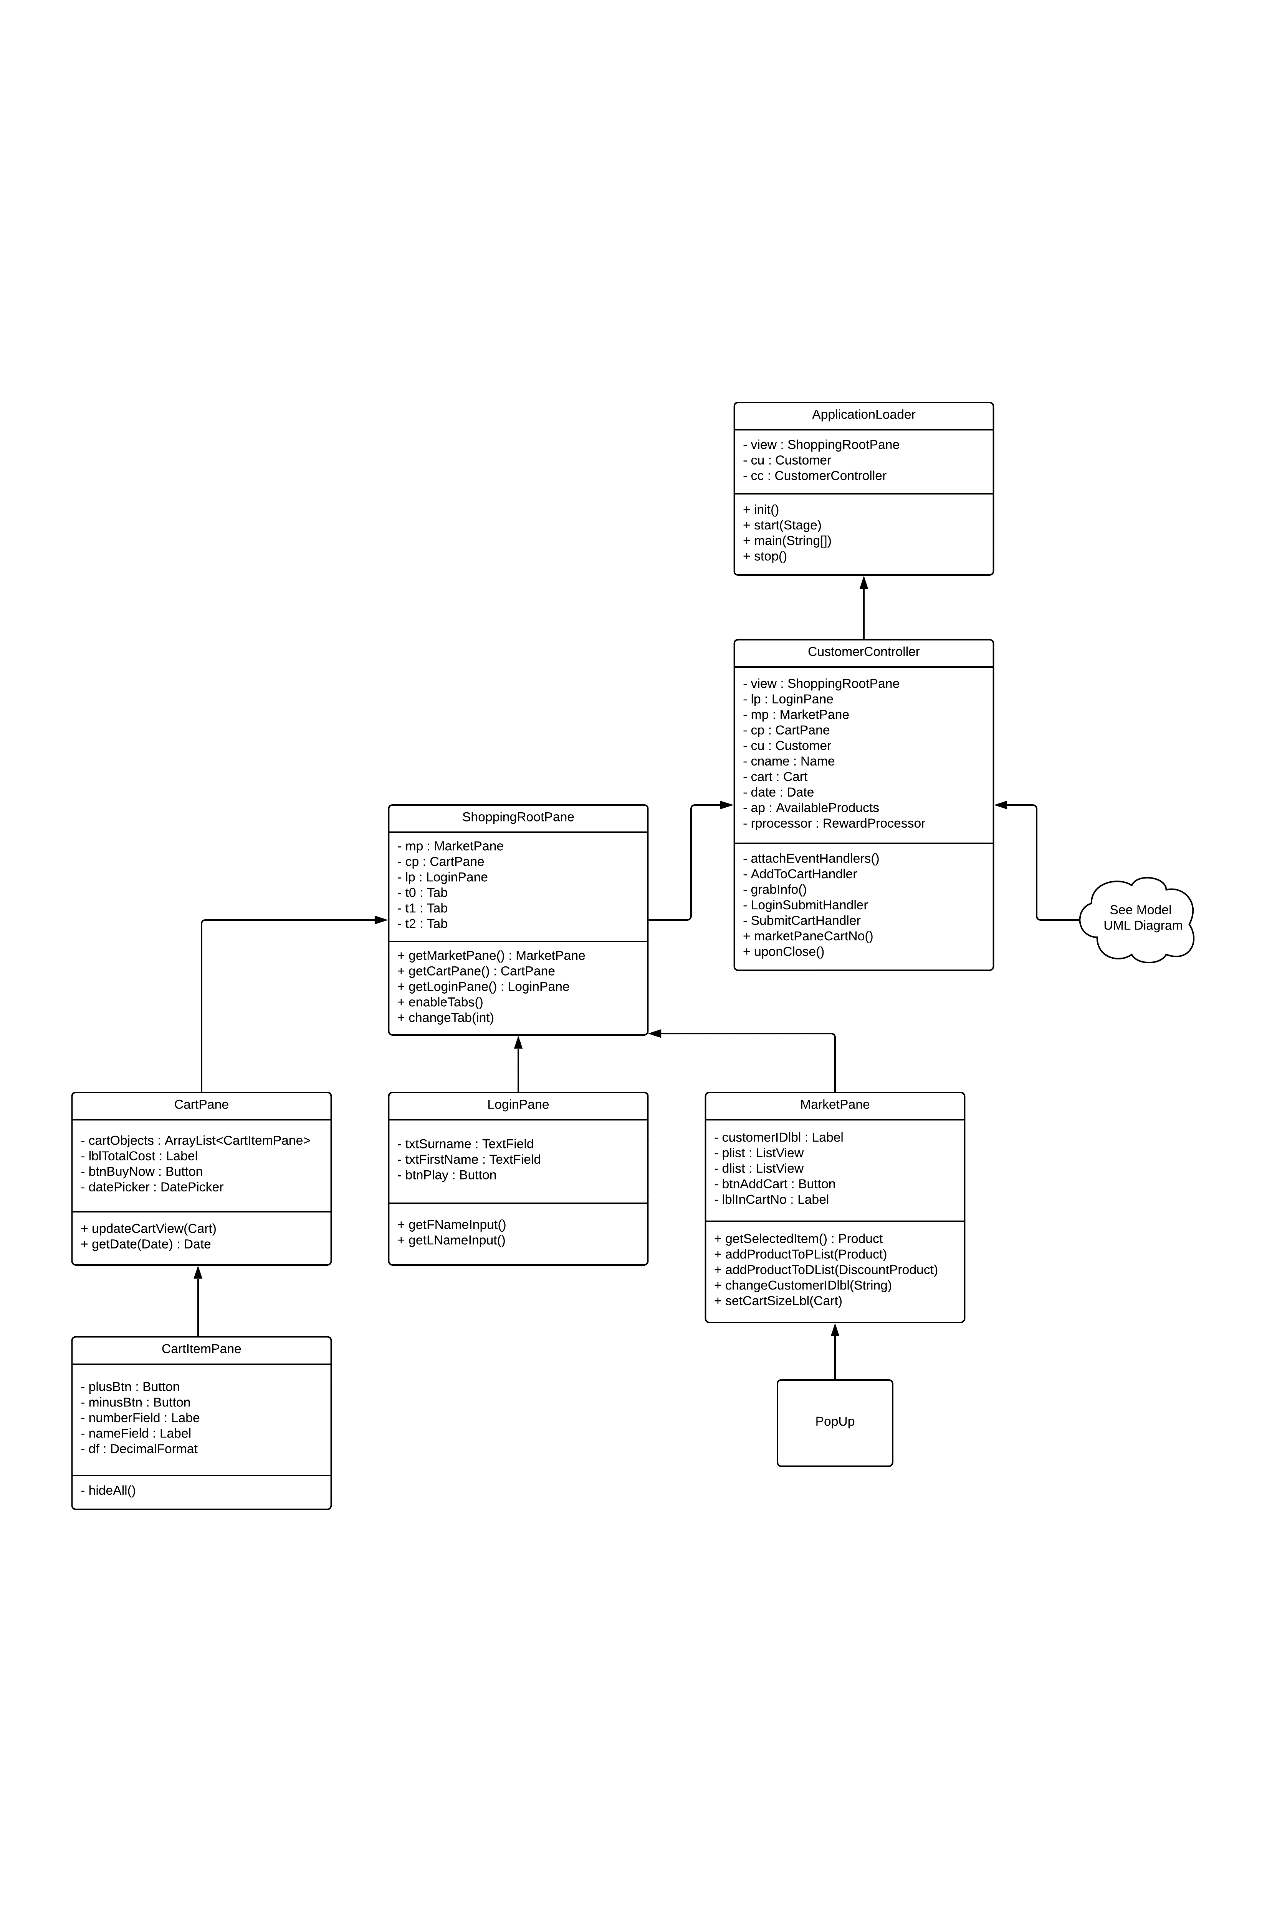 ApplicationLoader
- view : ShoppingRootPane
- cu : Customer
- cc : CustomerController
+ init()
+ start(Stage)
+ main(String[])
+ stop()
CustomerController
- view : ShoppingRootPane
- lp : LoginPane
- mp : MarketPane
- cp : CartPane
- cu : Customer
- cname : Name
- cart : Cart
- date : Date
- ap : AvailableProducts
- rprocessor : RewardProcessor
- attachEventHandlers()
- AddToCartHandler
- grabInfo()
- LoginSubmitHandler
- SubmitCartHandler
+ marketPaneCartNo()
+ uponClose()
See Model
UML Diagram
ShoppingRootPane
- mp : MarketPane
- cp : CartPane
- lp : LoginPane
- t0 : Tab
- t1 : Tab
- t2 : Tab
+ getMarketPane() : MarketPane
+ getCartPane() : CartPane
+ getLoginPane() : LoginPane
+ enableTabs()
+ changeTab(int)
CartPane
- cartObjects : ArrayList<CartItemPane>
- lblTotalCost : Label
- btnBuyNow : Button
- datePicker : DatePicker
+ updateCartView(Cart)
+ getDate(Date) : Date
LoginPane
- txtSurname : TextField
- txtFirstName : TextField
- btnPlay : Button
+ getFNameInput()
+ getLNameInput()
MarketPane
- customerIDlbl : Label
- plist : ListView
- dlist : ListView
- btnAddCart : Button
- lblInCartNo : Label
+ getSelectedItem() : Product
+ addProductToPList(Product)
+ addProductToDList(DiscountProduct)
+ changeCustomerIDlbl(String)
+ setCartSizeLbl(Cart)
CartItemPane
- plusBtn : Button
- minusBtn : Button
- numberField : Labe
- nameField : Label
- df : DecimalFormat
- hideAll()
PopUp